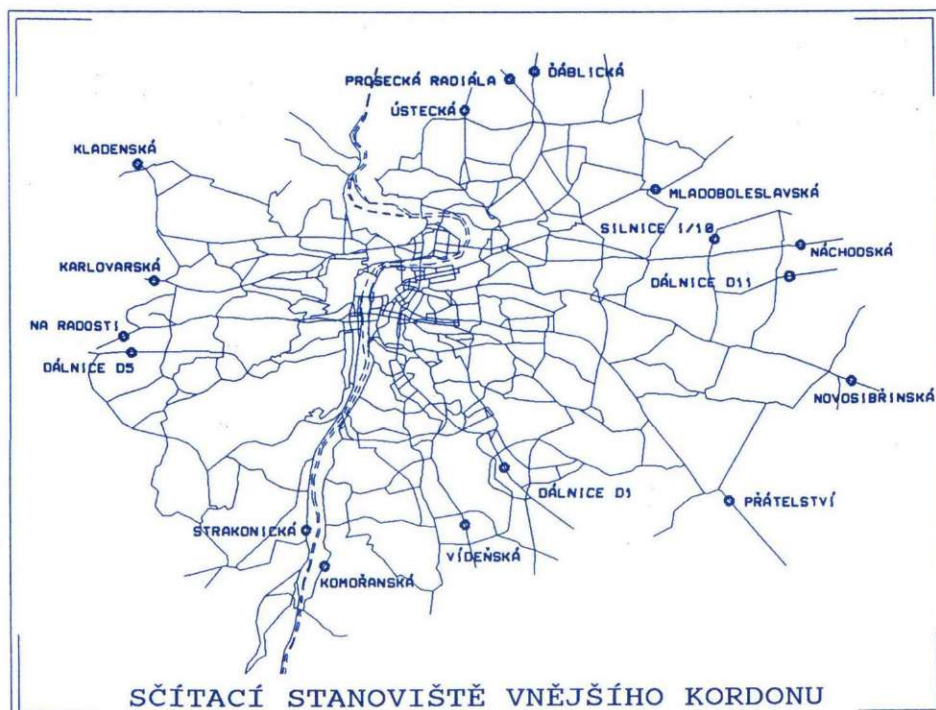 ĎÁBLICKÁ
PROSECKÁ RADIÁLA
ÚSTECKÁ
KLADENSKÁ
MLADOBOLESLAVSKÁ
SILNICE I/10
NÁCHODSKÁ
KARLOVARSKÁ
DÁLNICE D11
NA RADOSTI
DÁLNICE D5
NOVOSIBŘINSKÁ
DÁLNICE D1
PŘÁTELSTVÍ
STRAKONICKÁ
VÍDEŇSKÁ
KOMOŘANSKÁ
SČÍTACÍ STANOVIŠTĚ VNĚJŠÍHO KORDONU